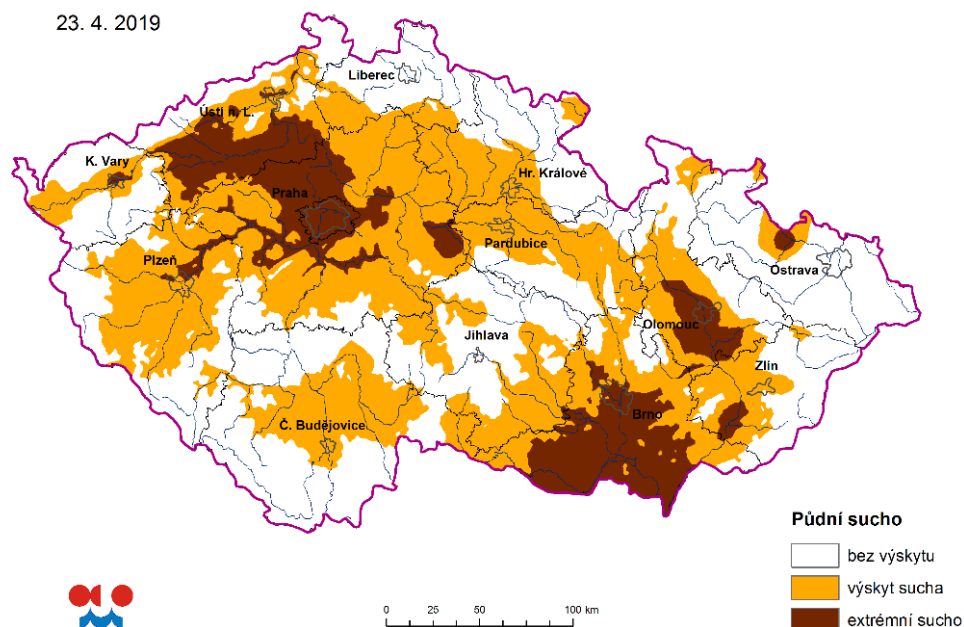 23. 4. 2019
Liberec
Ústí n. L.
K. Vary
Hr. Králové
Praha
Pardubice
Plzeň
Ostrava
Olomouc
Jihlava
Zlín
Brno
Č. Budějovice
Půdní sucho
bez výskytu
výskyt sucha
extrémní sucho
0 25 50 100 km